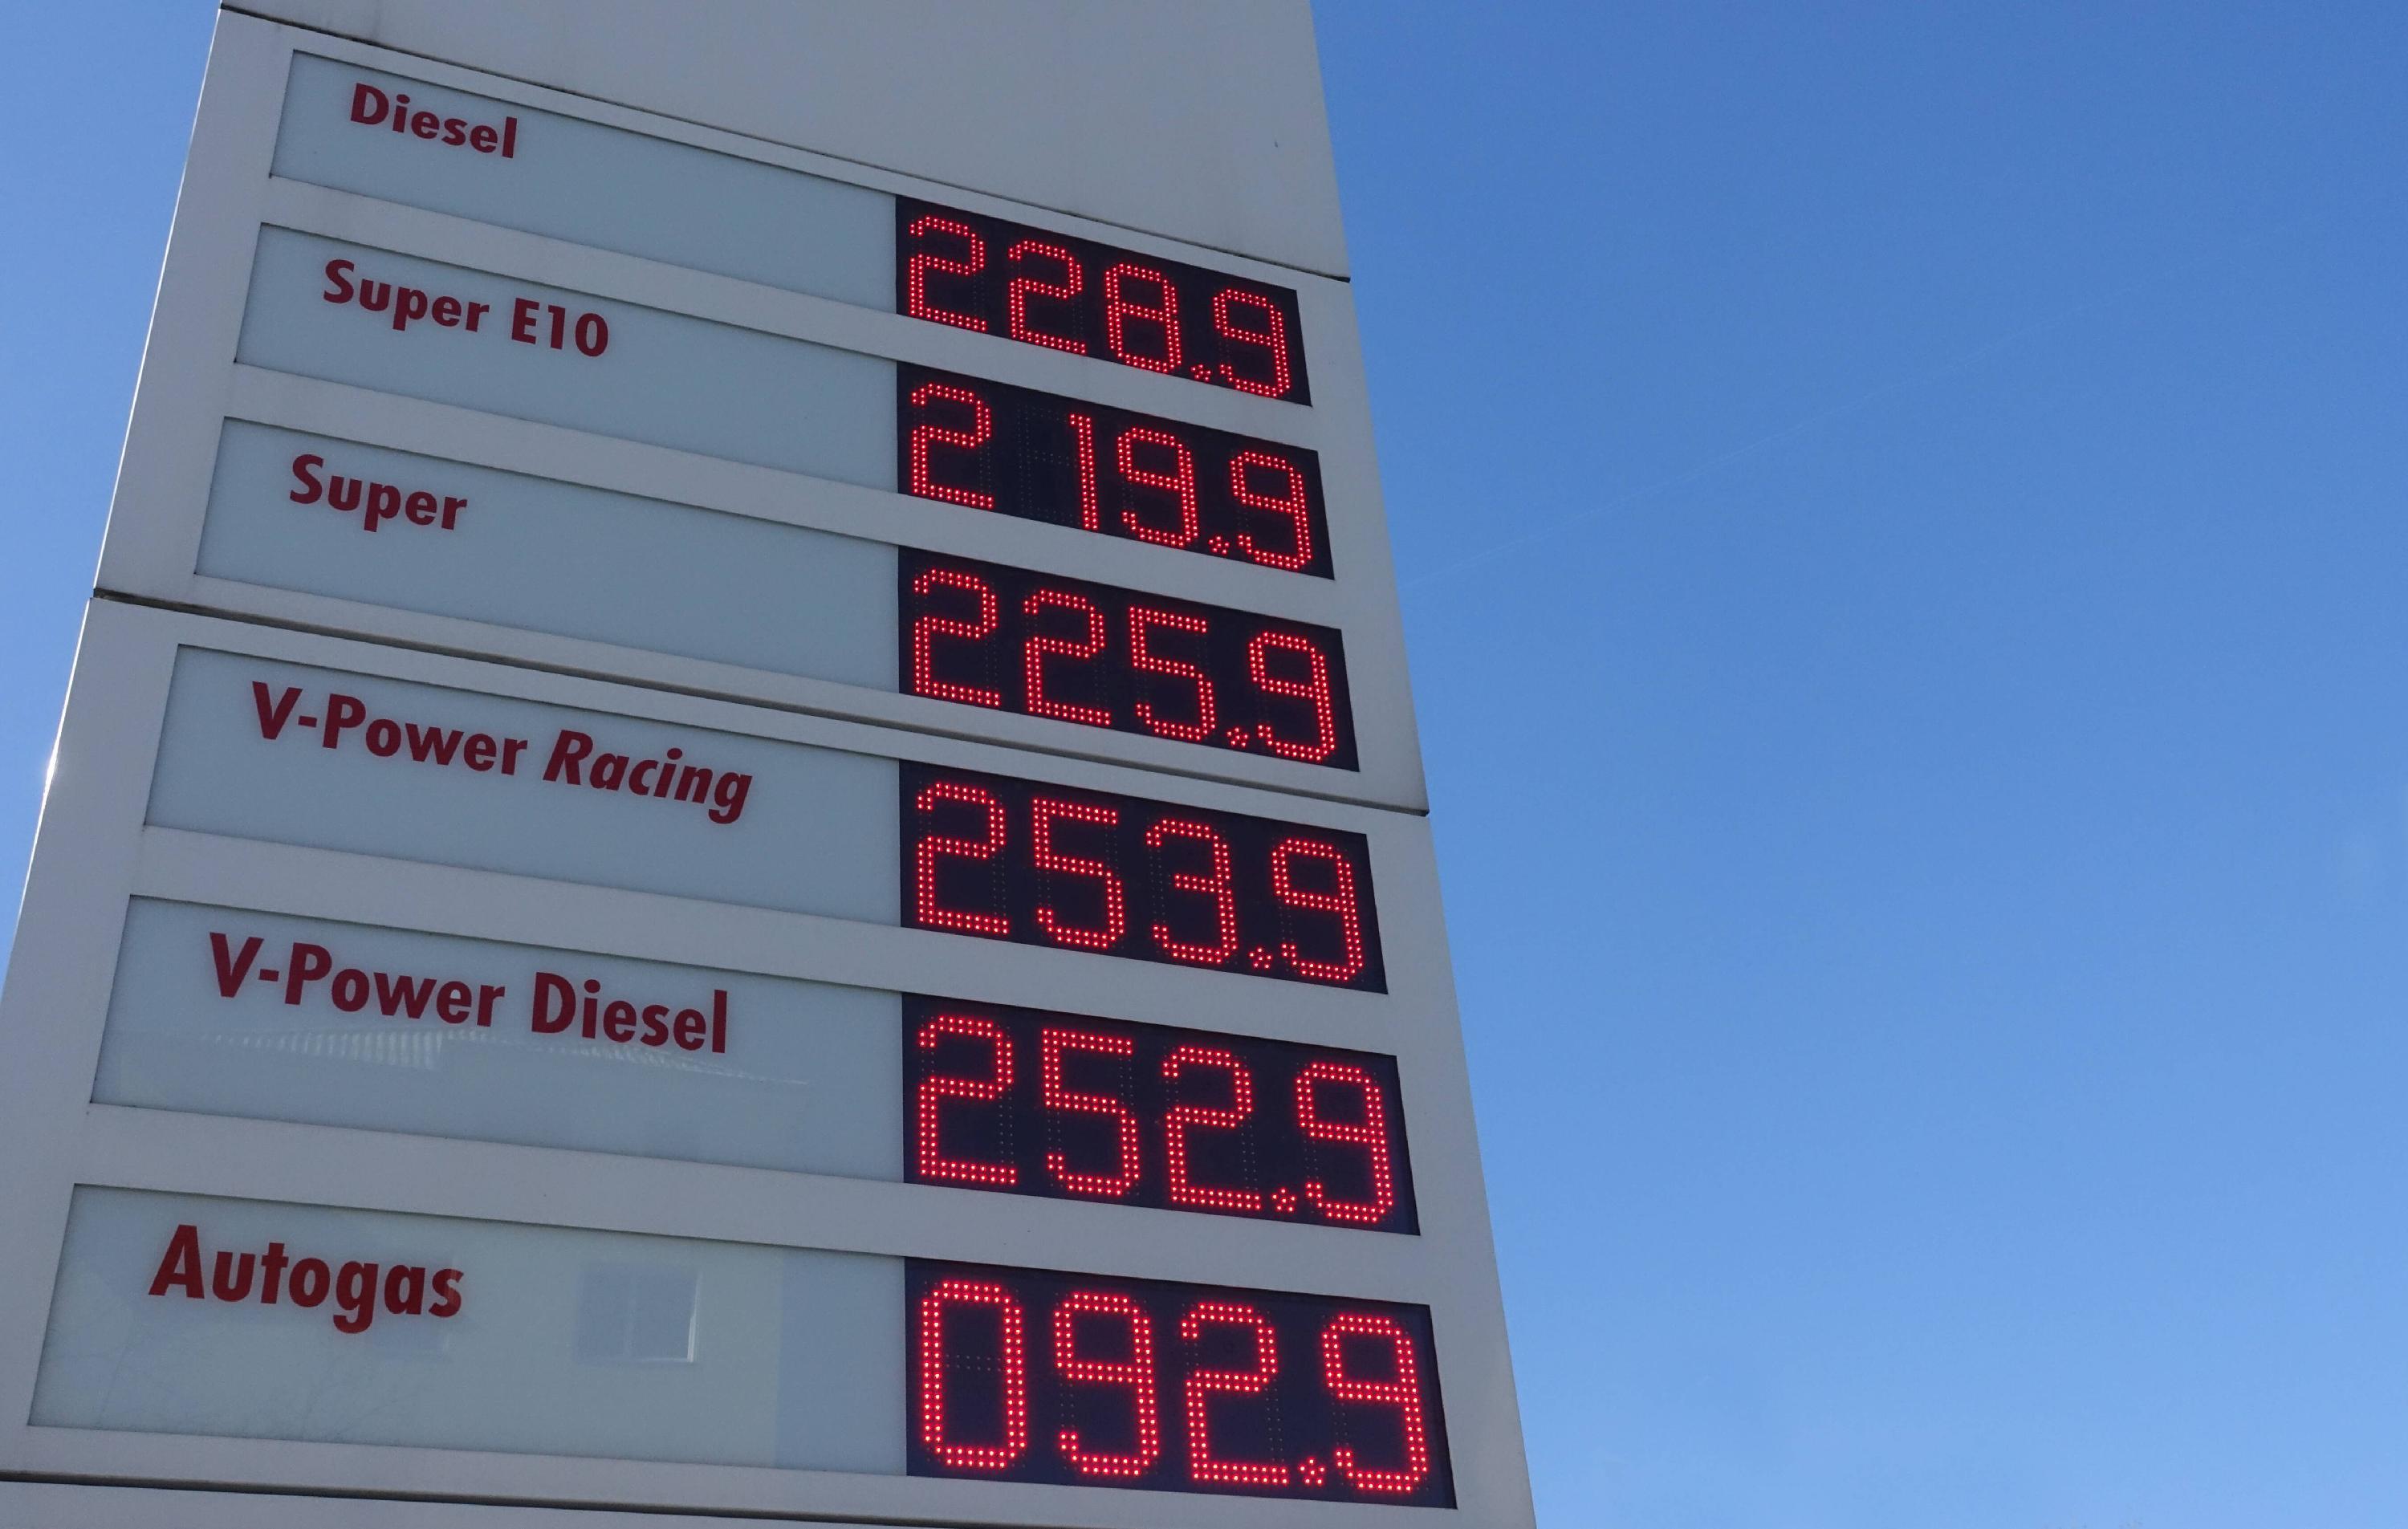 Diesel 228.9
Super E10 219.9
Super 225.9
V-Power Racing 253.9
V-Power Diesel 252.9
Autogas 092.9